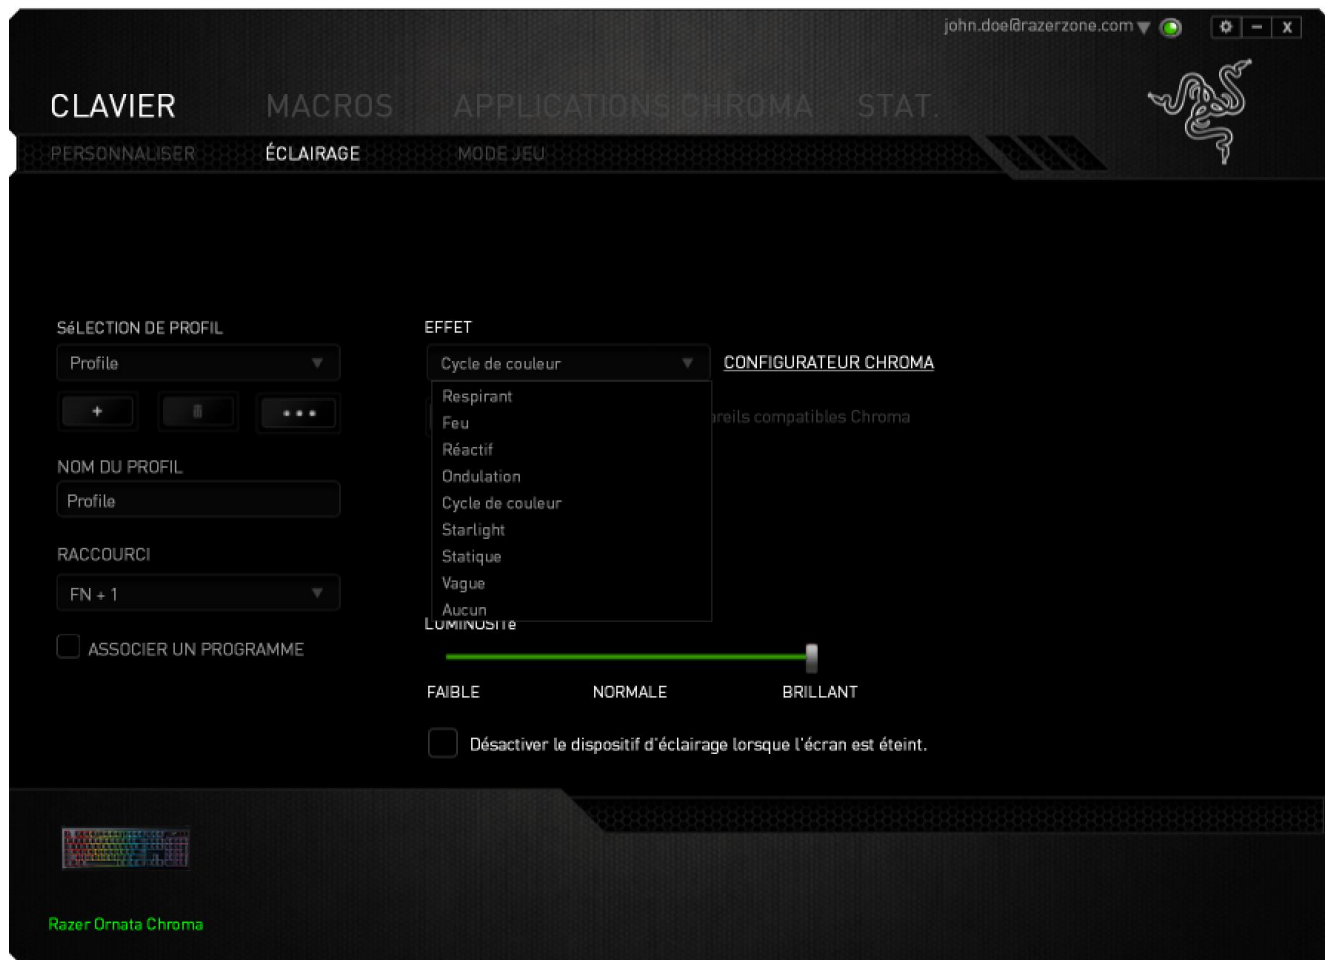 john.doe@razerzone.com
CLAVIER MACROS APPLICATIONS CHROMA STAT.
PERSONNALISER ÉCLAIRAGE MODE JEU
SéLECTION DE PROFIL
Profile
NOM DU PROFIL
Profile
RACCOURCI
FN + 1
ASSOCIER UN PROGRAMME
EFFET
Cycle de couleur
CONFIGURATEUR CHROMA
compatibles Chroma
Respirant
Feu
Réactif
Ondulation
Cycle de couleur
Starlight
Statique
Vague
Aucun
LUMINOSITé
FAIBLE NORMALE BRILLANT
Désactiver le dispositif d'éclairage lorsque l'écran est éteint.
Razer Ornata Chroma